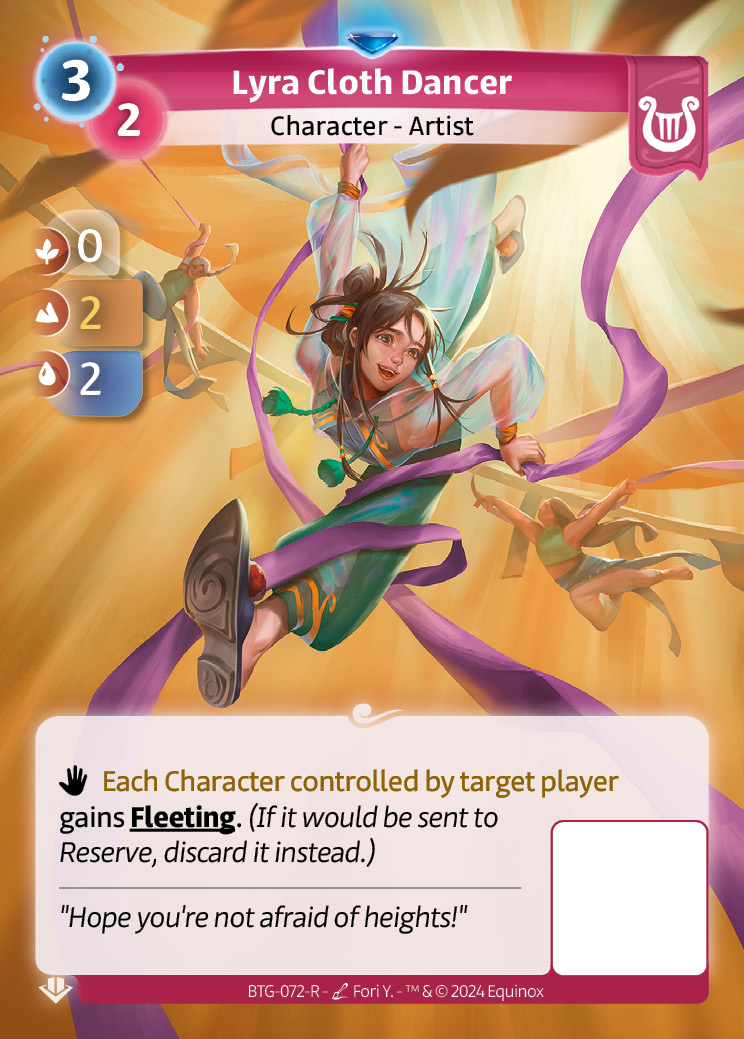 3
Lyra Cloth Dancer
2
Character - Artist
0
2
2
Each Character controlled by target player
gains Fleeting. (If it would be sent to
Reserve, discard it instead.)
"Hope you're not afraid of heights!"
BTG-072-R - Fori Y. - ™ & © 2024 Equinox